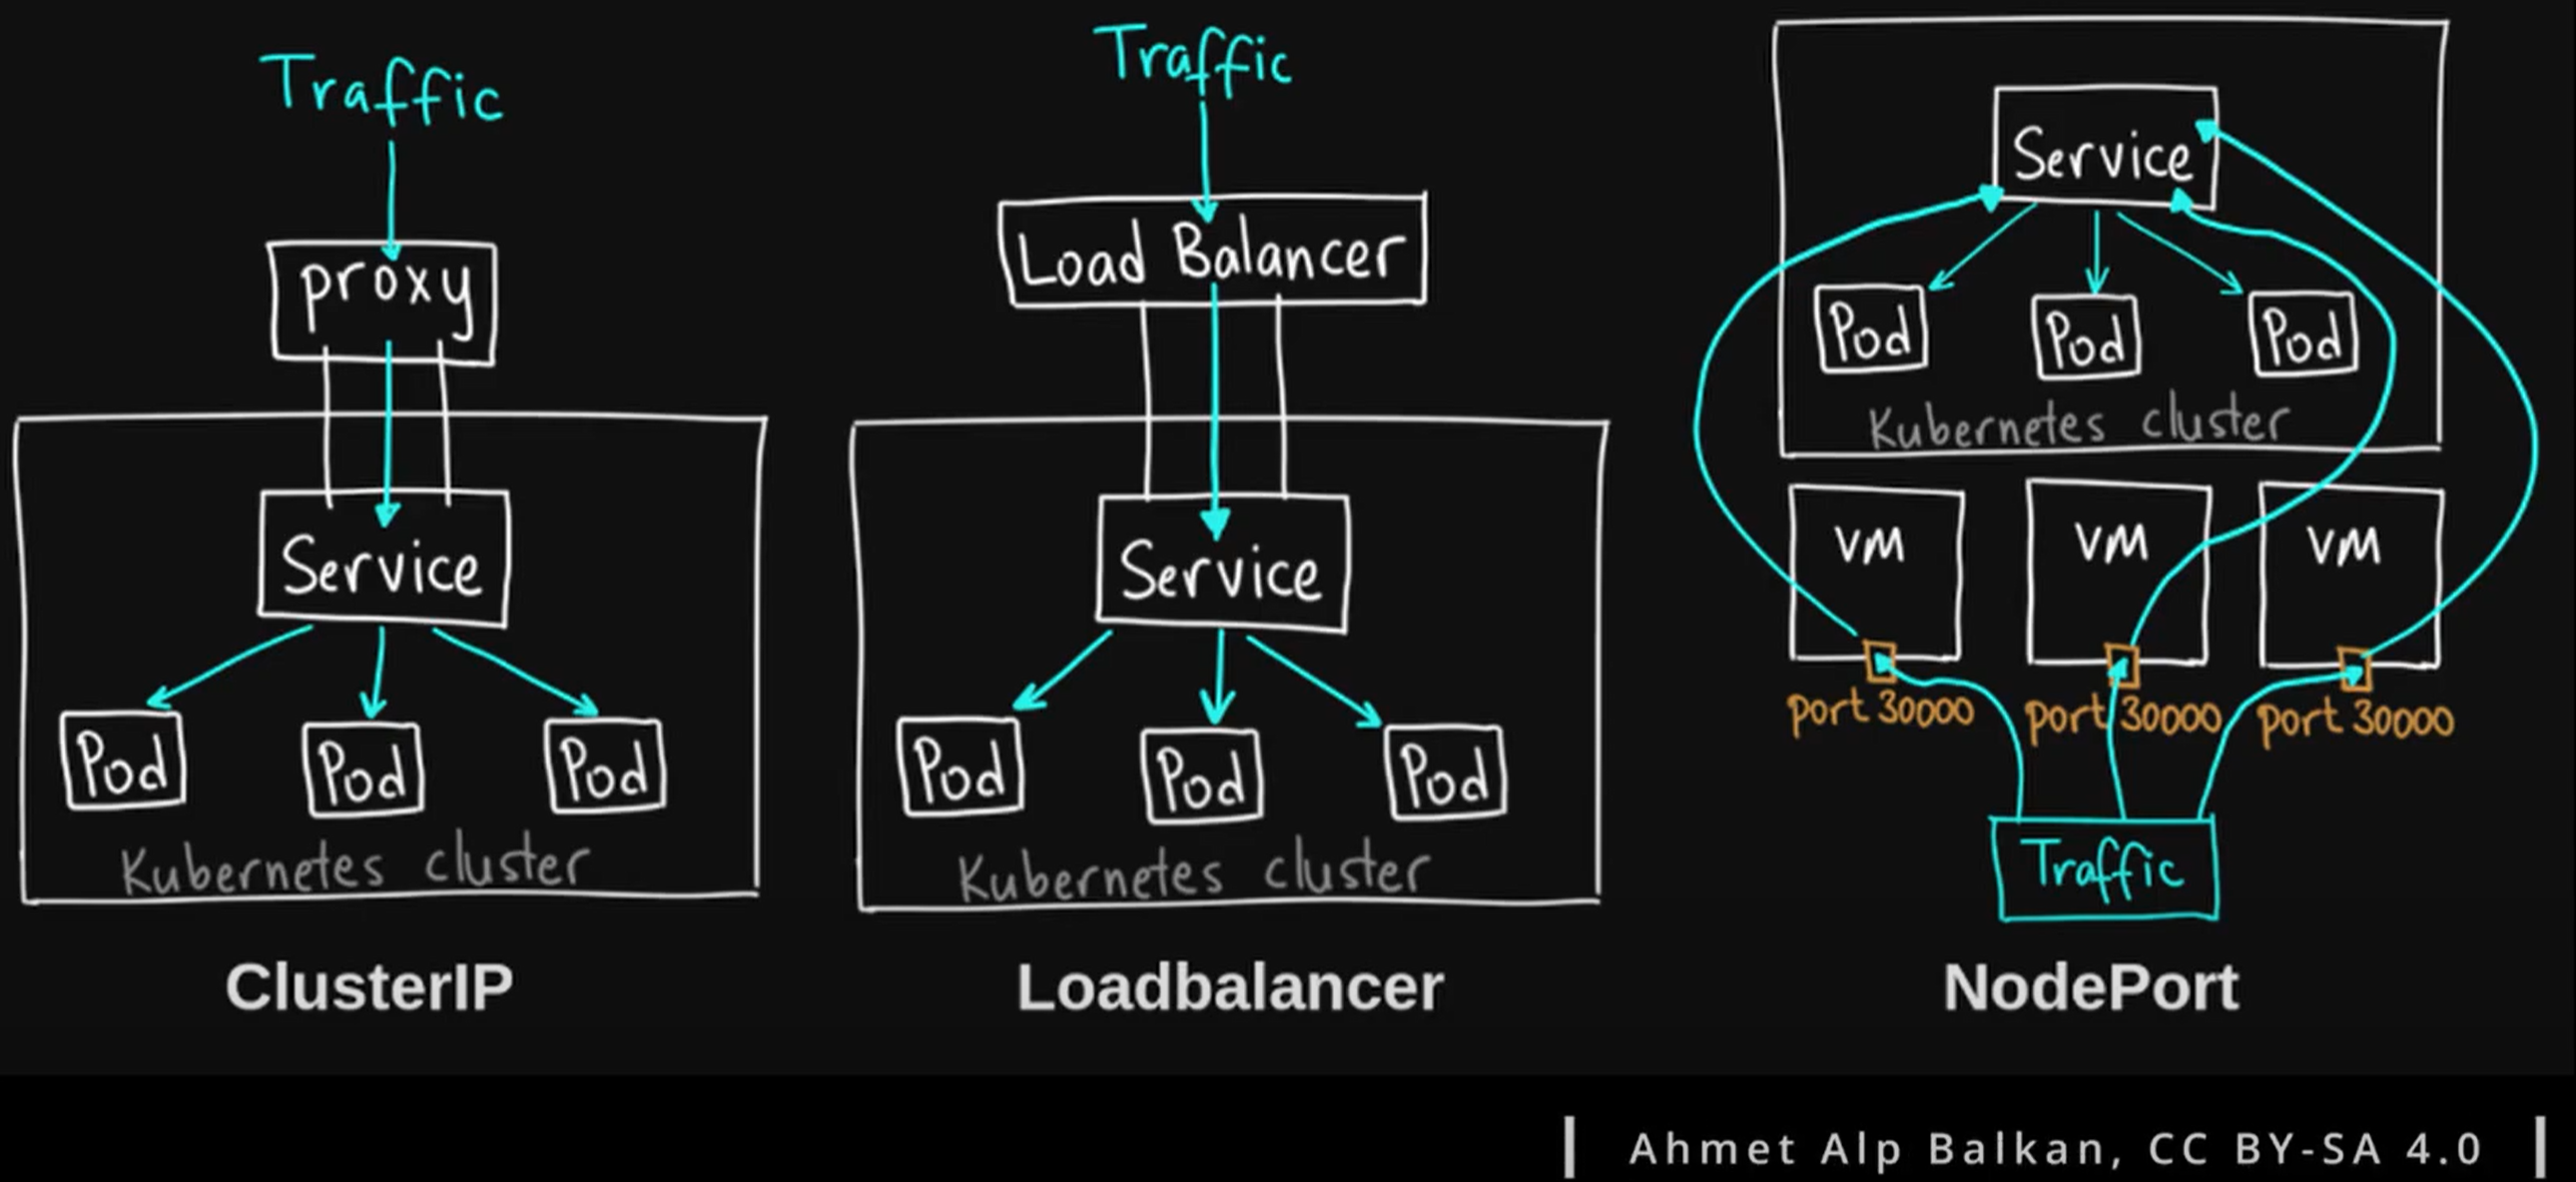 Traffic
proxy
Service
Pod
Pod
Pod
Kubernetes cluster
ClusterIP
Traffic
Load Balancer
Service
Pod
Pod
Pod
Kubernetes cluster
Loadbalancer
Service
Pod
Pod
Pod
Kubernetes cluster
VM
VM
VM
port 30000
port 30000
port 30000
Traffic
NodePort
Ahmet Alp Balkan, CC BY-SA 4.0